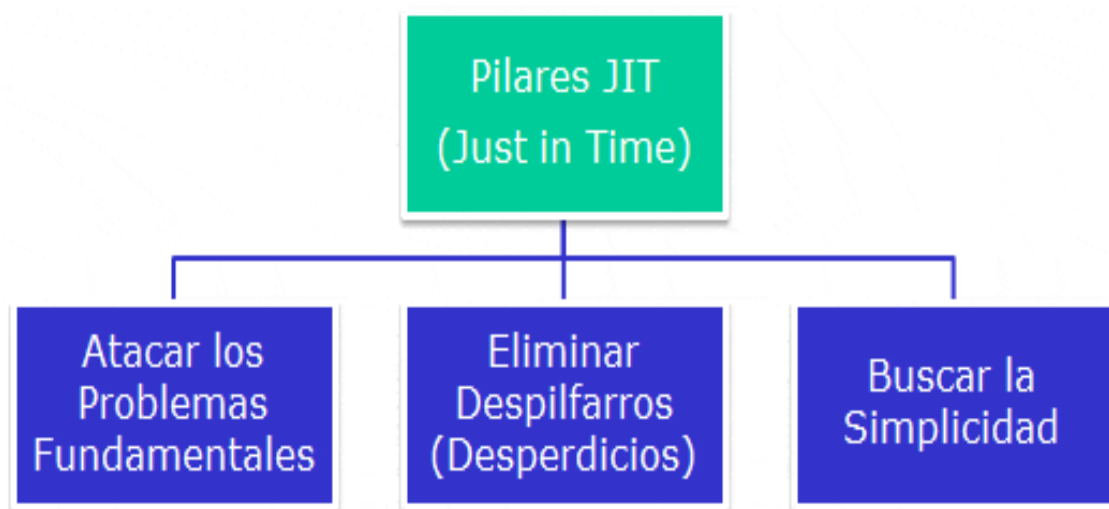 Pilares JIT
(Just in Time)
Atacar los
Problemas
Fundamentales
Eliminar
Despilfarros
(Desperdicios)
Buscar la
Simplicidad